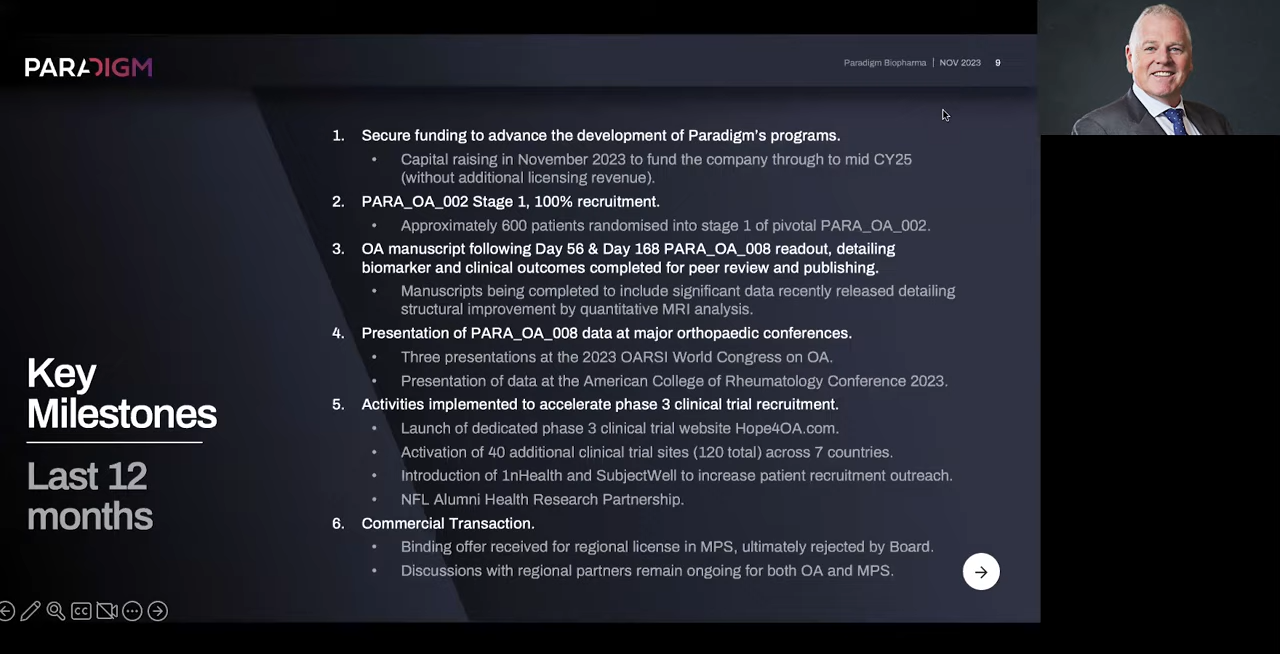 PARADIGM
Paradigm Biopharma | NOV 2023 9
1. Secure funding to advance the development of Paradigm's programs.
• Capital raising in November 2023 to fund the company through to mid CY25
(without additional licensing revenue).
2. PARA_OA_002 Stage 1, 100% recruitment.
• Approximately 600 patients randomised into stage 1 of pivotal PARA_OA_002.
3. OA manuscript following Day 56 & Day 168 PARA_OA_008 readout, detailing
biomarker and clinical outcomes completed for peer review and publishing.
• Manuscripts being completed to include significant data recently released detailing
structural improvement by quantitative MRI analysis.
4. Presentation of PARA_OA_008 data at major orthopaedic conferences.
• Three presentations at the 2023 OARSI World Congress on OA.
• Presentation of data at the American College of Rheumatology Conference 2023.
5. Activities implemented to accelerate phase 3 clinical trial recruitment.
• Launch of dedicated phase 3 clinical trial website Hope4OA.com.
• Activation of 40 additional clinical trial sites (120 total) across 7 countries.
• Introduction of 1nHealth and SubjectWell to increase patient recruitment outreach.
• NFL Alumni Health Research Partnership.
6. Commercial Transaction.
• Binding offer received for regional license in MPS, ultimately rejected by Board.
• Discussions with regional partners remain ongoing for both OA and MPS.
Key
Milestones
Last 12
months
CC